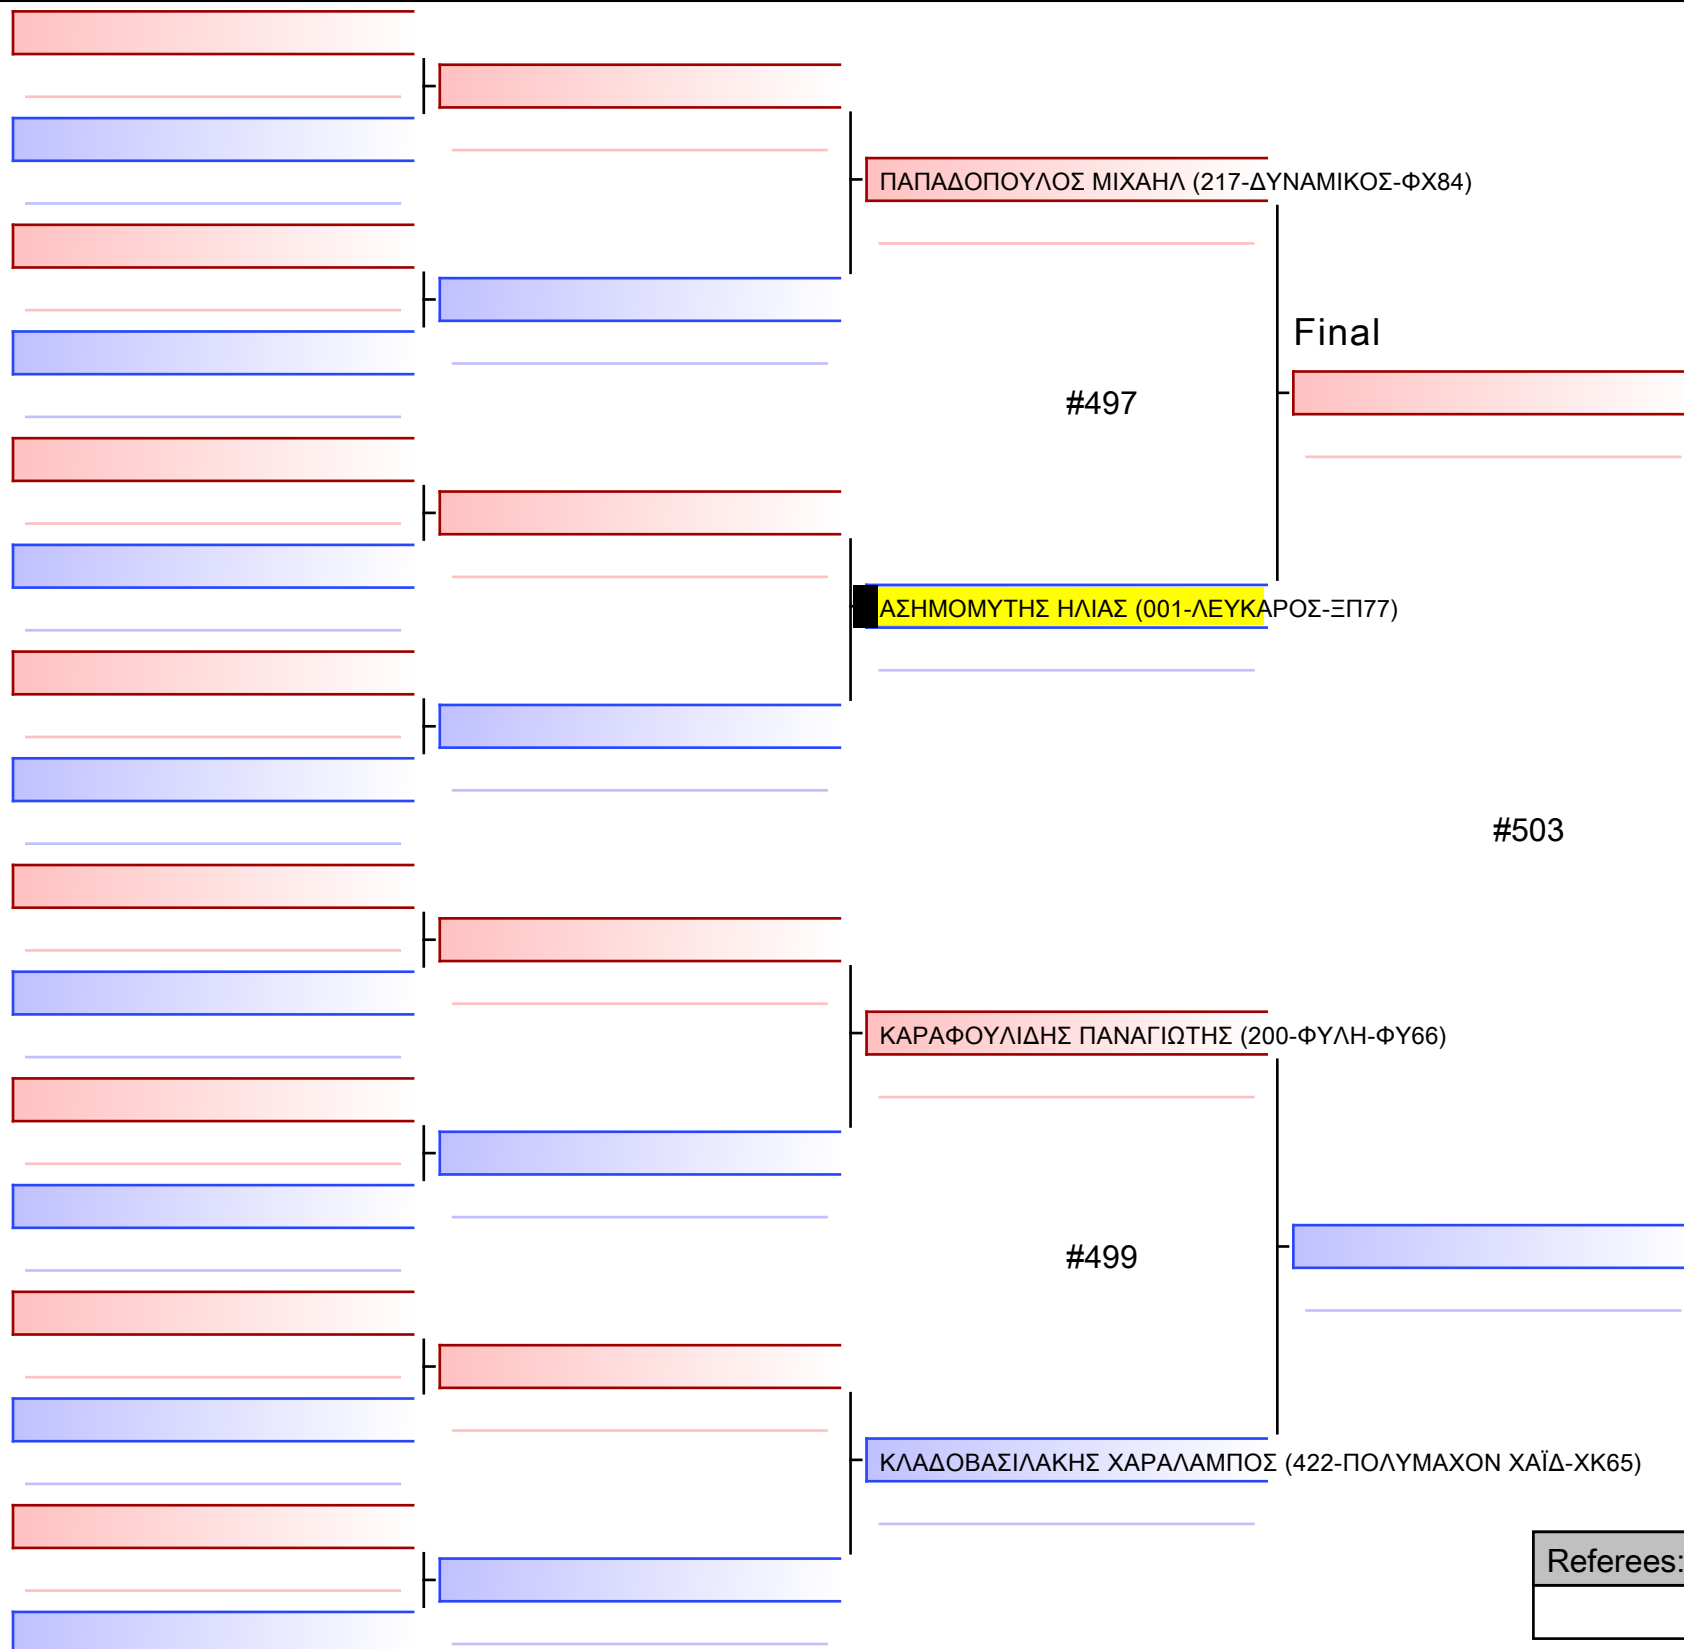 ΠΑΠΑΔΟΠΟΥΛΟΣ ΜΙΧΑΗΛ (217-ΔΥΝΑΜΙΚΟΣ-ΦΧ84)
Final
#497
ΑΣΗΜΟΜΥΤΗΣ ΗΛΙΑΣ (001-ΛΕΥΚΑΡΟΣ-ΞΠ77)
#503
ΚΑΡΑΦΟΥΛΙΔΗΣ ΠΑΝΑΓΙΩΤΗΣ (200-ΦΥΛΗ-ΦΥ66)
#499
ΚΛΑΔΟΒΑΣΙΛΑΚΗΣ ΧΑΡΑΛΑΜΠΟΣ (422-ΠΟΛΥΜΑΧΟΝ ΧΑΪΔ-ΧΚ65)
Referees: